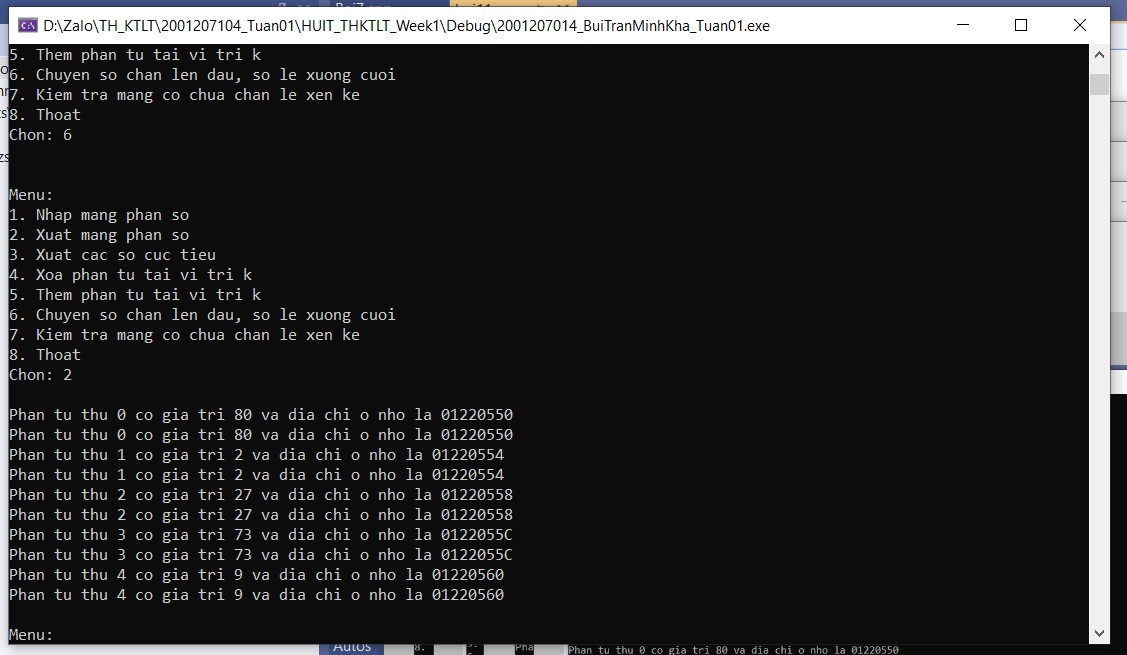 D:\Zalo\TH_KTLT\2001207104_Tuan01\HUIT_THKTLT_Week1\Debug\2001207014_BuiTranMinhKha_Tuan01.exe
5. Them phan tu tai vi tri k
6. Chuyen so chan len dau, so le xuong cuoi
7. Kiem tra mang co chua chan le xen ke
8. Thoat
Chon: 6
Menu:
1. Nhap mang phan so
2. Xuat mang phan so
3. Xuat cac so cuc tieu
4. Xoa phan tu tai vi tri k
5. Them phan tu tai vi tri k
6. Chuyen so chan len dau, so le xuong cuoi
7. Kiem tra mang co chua chan le xen ke
8. Thoat
Chon: 2
Phan tu thu 0 co gia tri 80 va dia chi o nho la 01220550
Phan tu thu 0 co gia tri 80 va dia chi o nho la 01220550
Phan tu thu 1 co gia tri 2 va dia chi o nho la 01220554
Phan tu thu 1 co gia tri 2 va dia chi o nho la 01220554
Phan tu thu 2 co gia tri 27 va dia chi o nho la 01220558
Phan tu thu 2 co gia tri 27 va dia chi o nho la 01220558
Phan tu thu 3 co gia tri 73 va dia chi o nho la 0122055C
Phan tu thu 3 co gia tri 73 va dia chi o nho la 0122055C
Phan tu thu 4 co gia tri 9 va dia chi o nho la 01220560
Phan tu thu 4 co gia tri 9 va dia chi o nho la 01220560
Menu:
Autos
8.
Pha
Phan tu thu 0 co gia tri 80 va dia chi o nho la 01220550